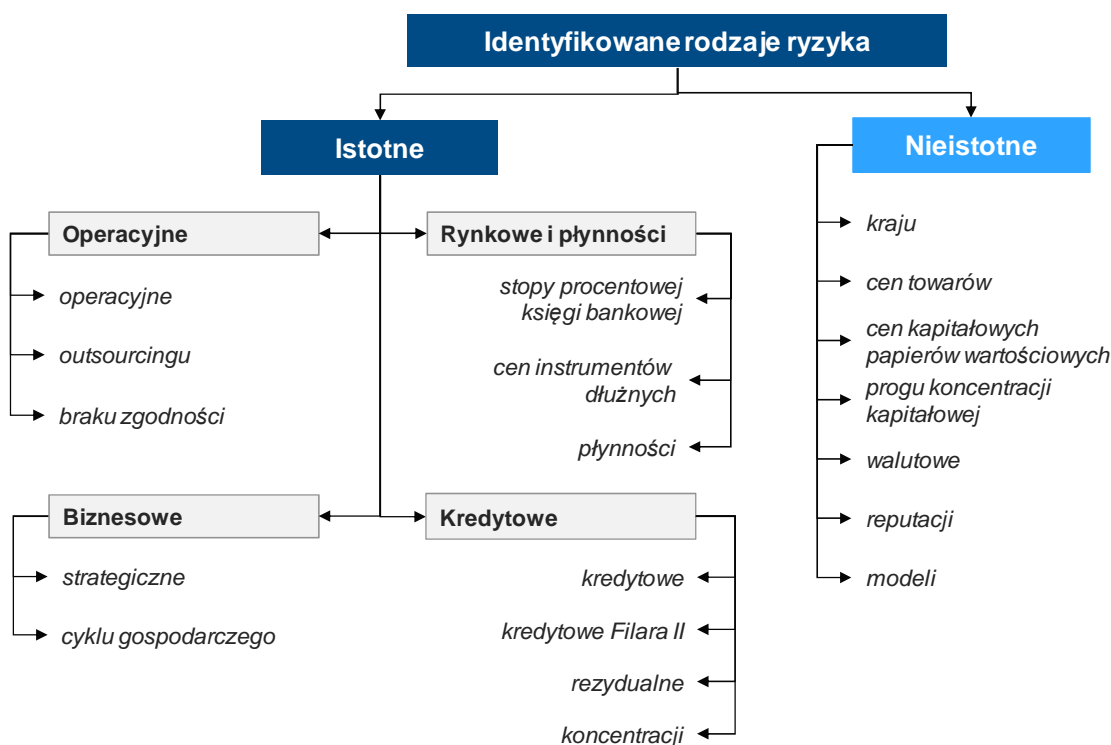 Identyfikowane rodzaje ryzyka
Istotne
Nieistotne
Operacyjne
operacyjne
outsourcingu
braku zgodności
Rynkowe i płynności
stopy procentowej
księgi bankowej
cen instrumentów
dłużnych
płynności
Biznesowe
strategiczne
cyklu gospodarczego
Kredytowe
kredytowe
kredytowe Filara II
rezydualne
koncentracji
kraju
cen towarów
cen kapitałowych
papierów wartościowych
progu koncentracji
kapitałowej
walutowe
reputacji
modeli